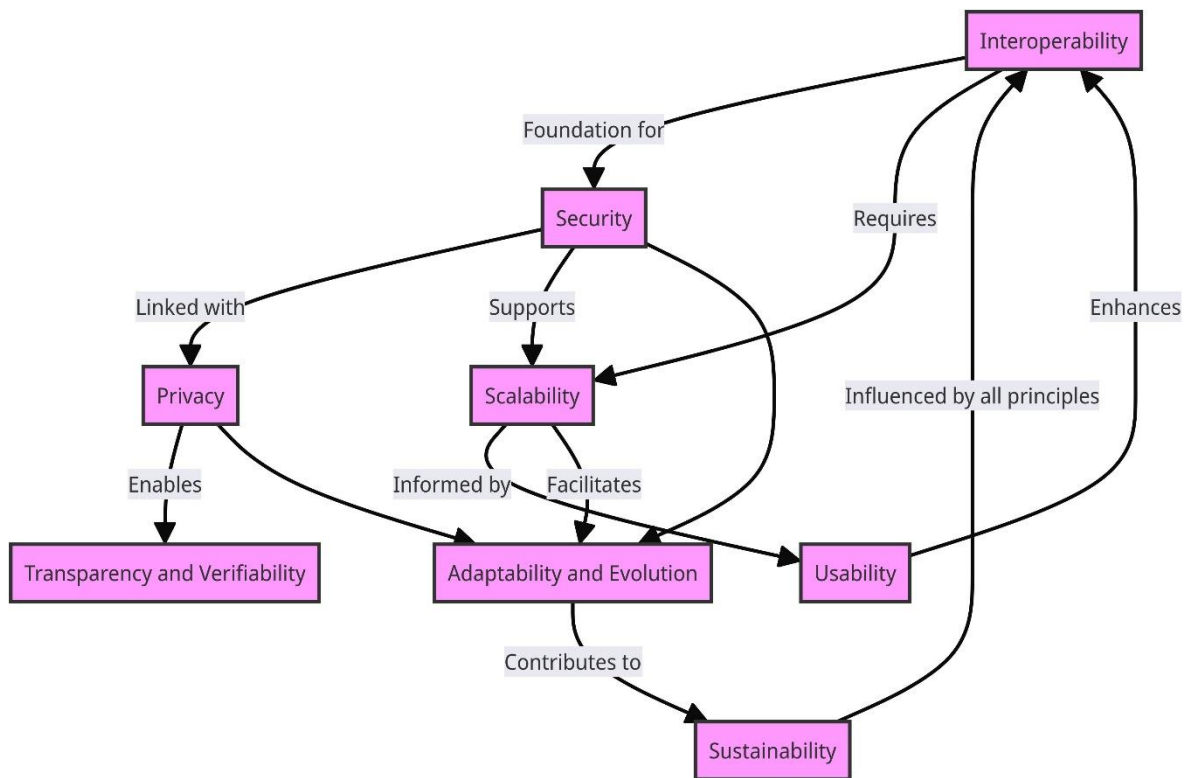 Interoperability
Foundation for
Security
Requires
Linked with
Supports
Enhances
Privacy
Scalability
Influenced by all principles
Enables
Informed by
Facilitates
Transparency and Verifiability
Adaptability and Evolution
Usability
Contributes to
Sustainability